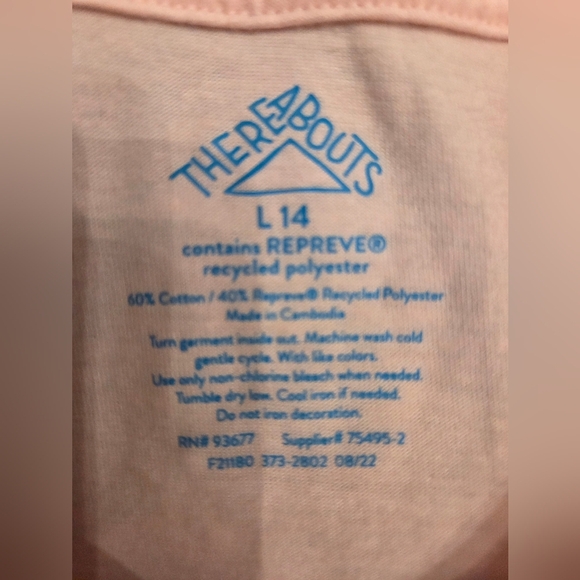 THEREABOUTS
L 14
contains REPREVE®
recycled polyester
60% Cotton / 40% Repreve® Recycled Polyester
Made in Cambodia
Turn garment inside out. Machine wash cold
gentle cycle. With like colors.
Use only non-chlorine bleach when needed.
Tumble dry low. Cool iron if needed.
Do not iron decoration.
RN# 93677 Supplier# 75495-2
F21180 373-2802 08/22